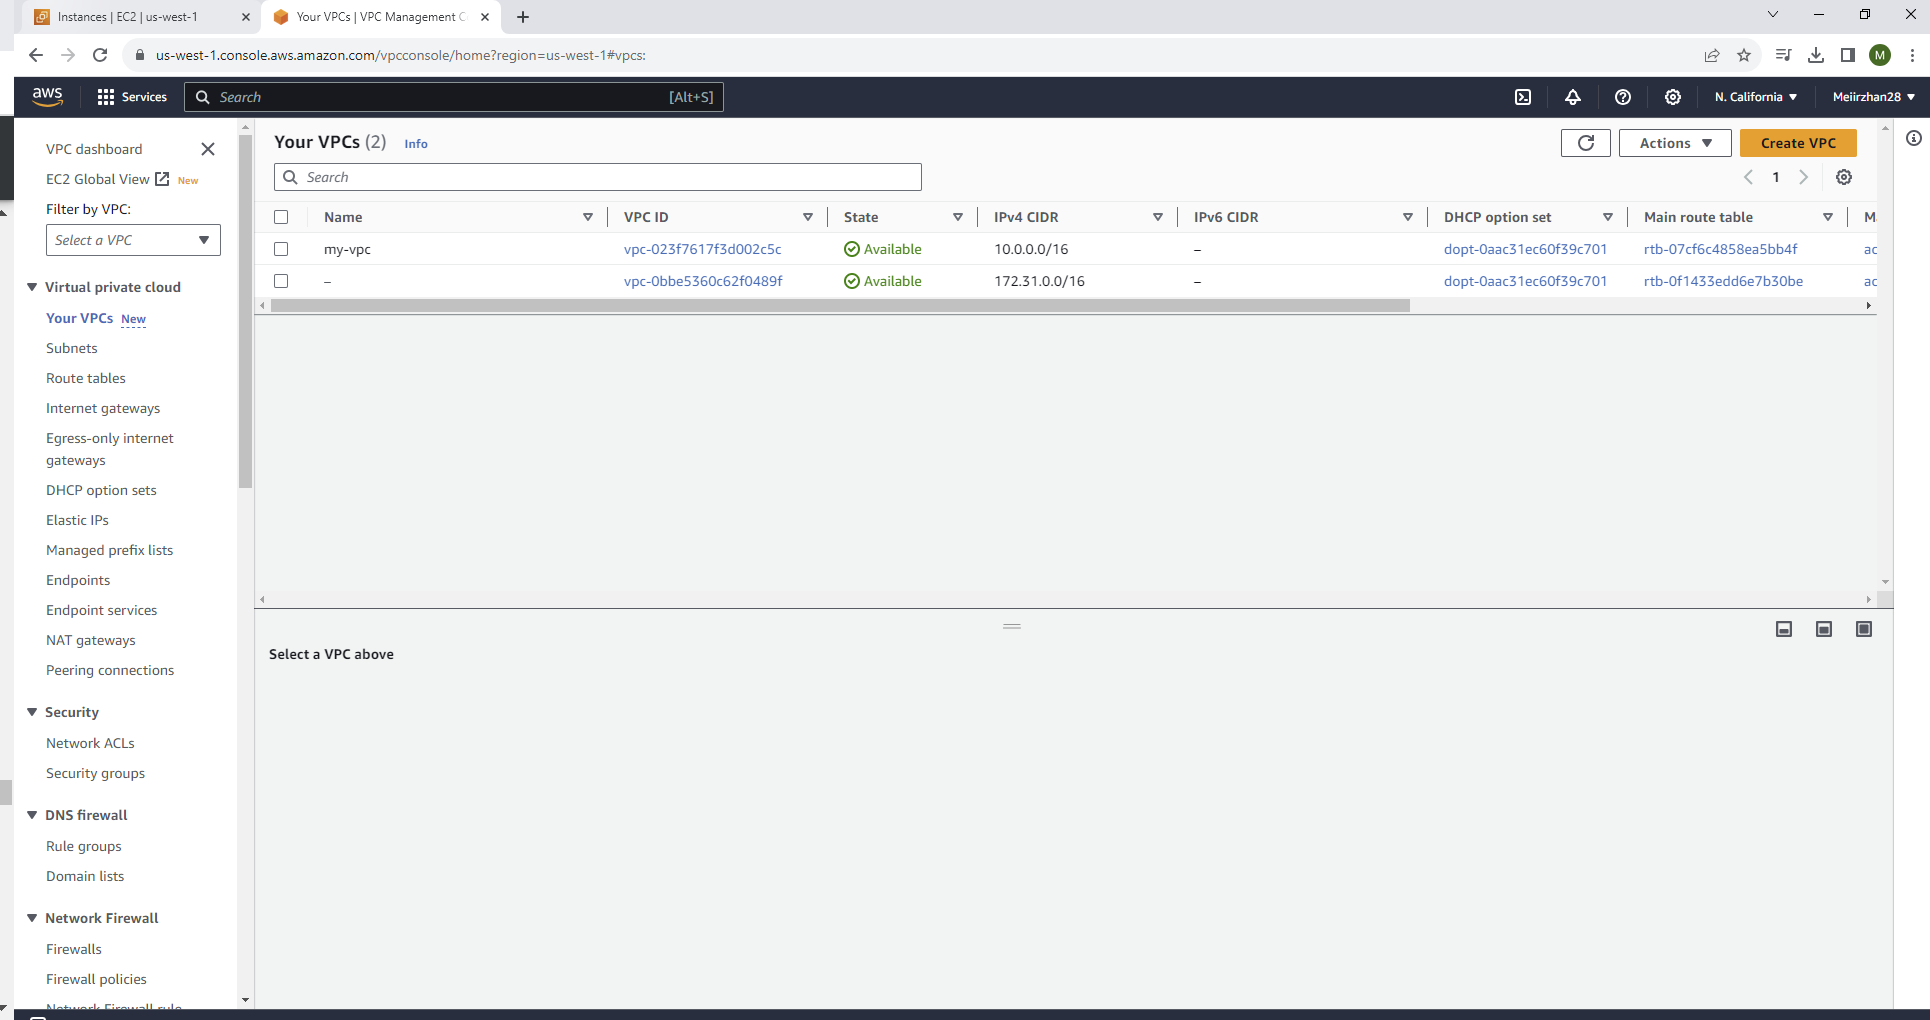 Instances | EC2 | us-west-1
Your VPCs | VPC Management C
us-west-1.console.aws.amazon.com/vpcconsole/home?region=us-west-1#vpcs:
M
aws
Services
Search
[Alt+S]
N. California
Meiirzhan28
VPC dashboard
EC2 Global View New
Filter by VPC:
Select a VPC
Virtual private cloud
Your VPCs New
Subnets
Route tables
Internet gateways
Egress-only internet
gateways
DHCP option sets
Elastic IPs
Managed prefix lists
Endpoints
Endpoint services
NAT gateways
Peering connections
Security
Network ACLs
Security groups
DNS firewall
Rule groups
Domain lists
Network Firewall
Firewalls
Firewall policies
Network Firewall rule
Your VPCs (2) Info
Actions
Create VPC
Search
1
Name VPC ID State IPv4 CIDR IPv6 CIDR DHCP option set Main route table M
my-vpc vpc-023f7617f3d002c5c Available 10.0.0.0/16 – dopt-0aac31ec60f39c701 rtb-07cf6c4858ea5bb4f ac
– vpc-0bbe5360c62f0489f Available 172.31.0.0/16 – dopt-0aac31ec60f39c701 rtb-0f1433edd6e7b30be ac
Select a VPC above